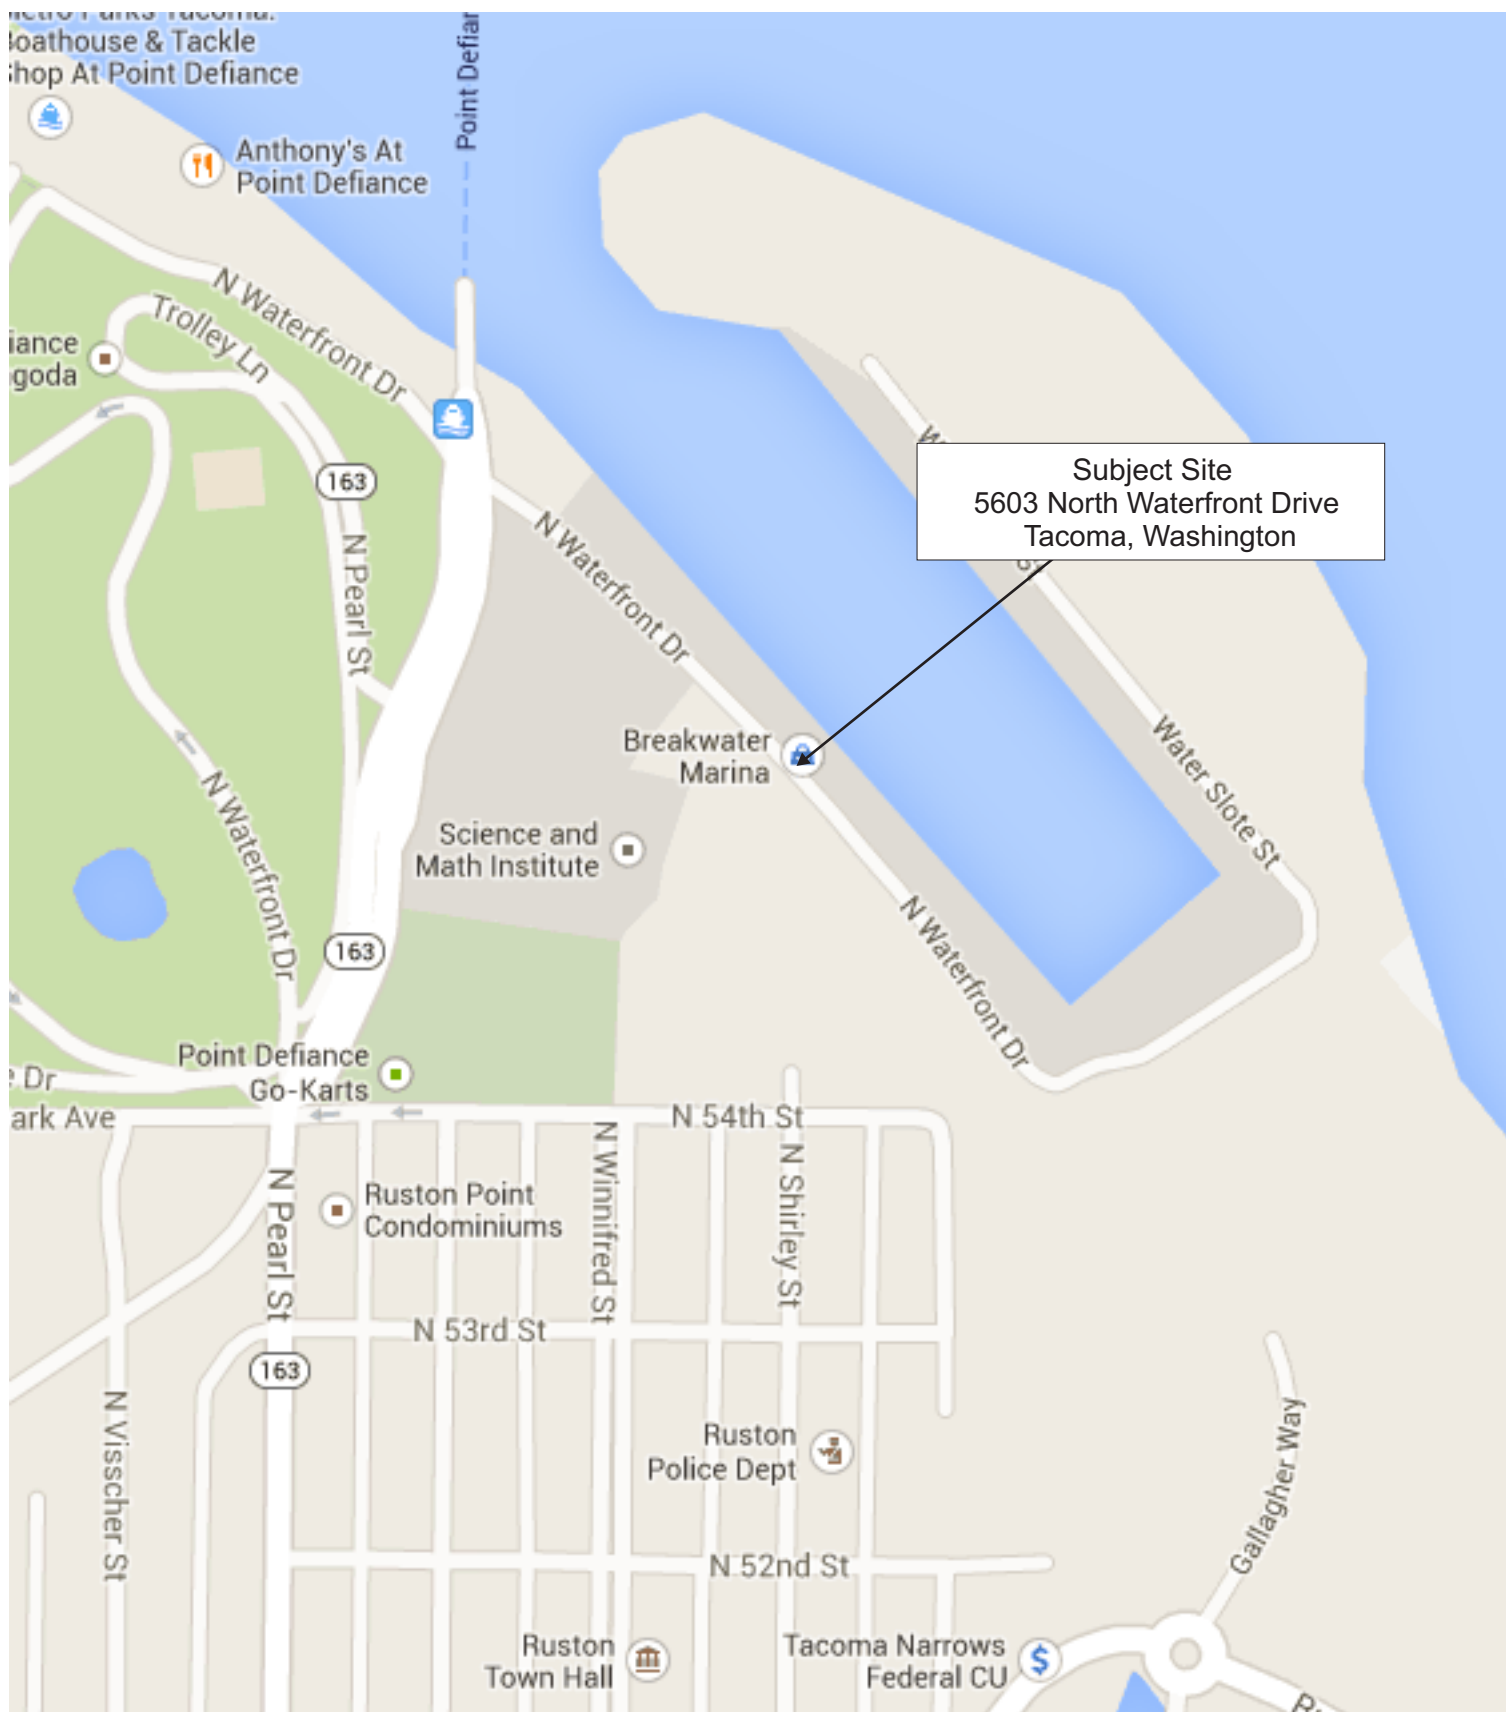 Boathouse & Tackle
Shop At Point Defiance
Point Defian
Anthony's At
Point Defiance
N Waterfront Dr
Trolley Ln
iance
goda
163
N Pearl St
Subject Site
5603 North Waterfront Drive
Tacoma, Washington
N Waterfront Dr
Breakwater
Marina
Water Slote St
N Waterfront Dr
Science and
Math Institute
N Waterfront Dr
163
Point Defiance
Go-Karts
e Dr
ark Ave
N 54th St
N Pearl St
Ruston Point
Condominiums
N Winnifred St
N Shirley St
N 53rd St
163
N Visscher St
Ruston
Police Dept
Gallagher Way
N 52nd St
Ruston
Town Hall
Tacoma Narrows
Federal CU
$